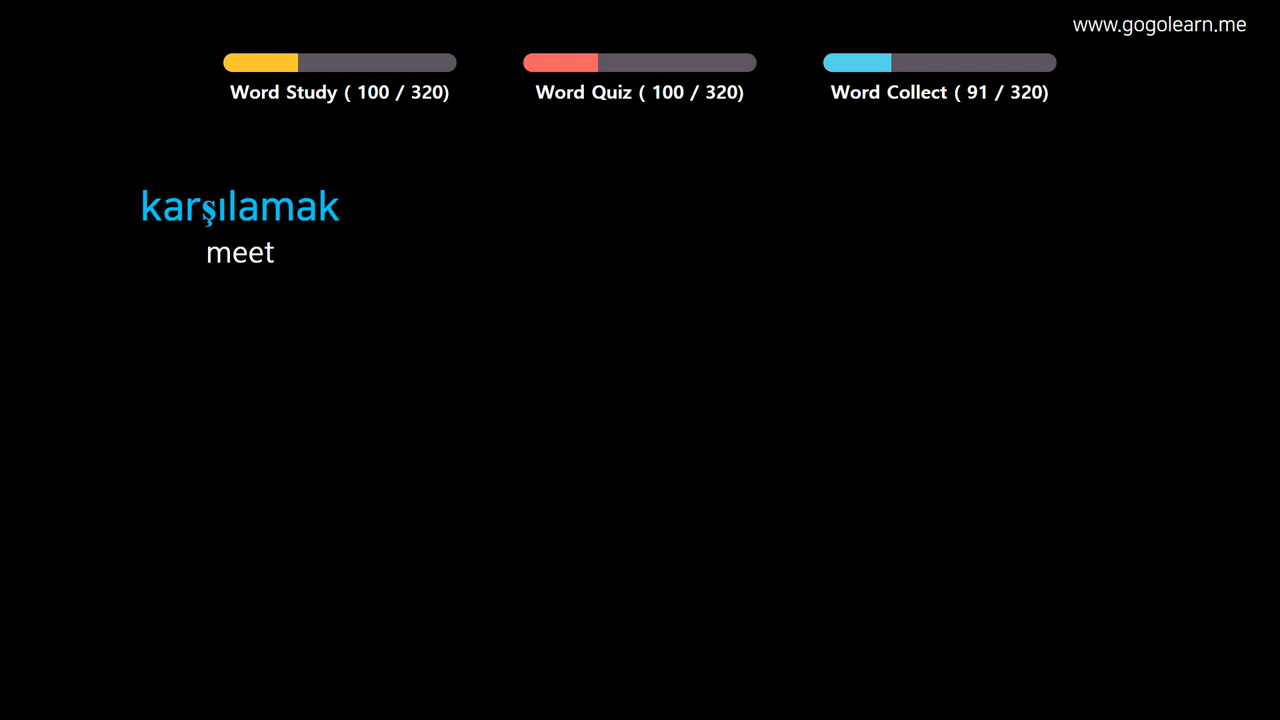 www.gogolearn.me
Word Study ( 100 / 320)
Word Quiz ( 100 / 320)
Word Collect ( 91 / 320)
karşılamak
meet